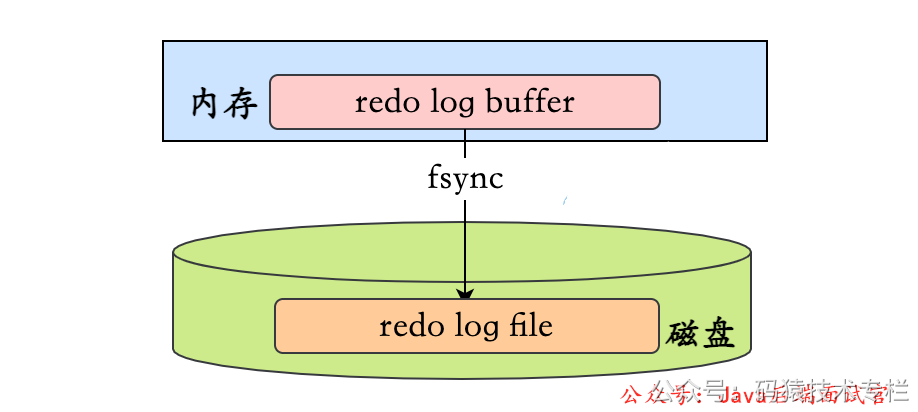 内存
redo log buffer
fsync
redo log file
磁盘
公众号：Java后端面试官
公众号：码猿技术专栏